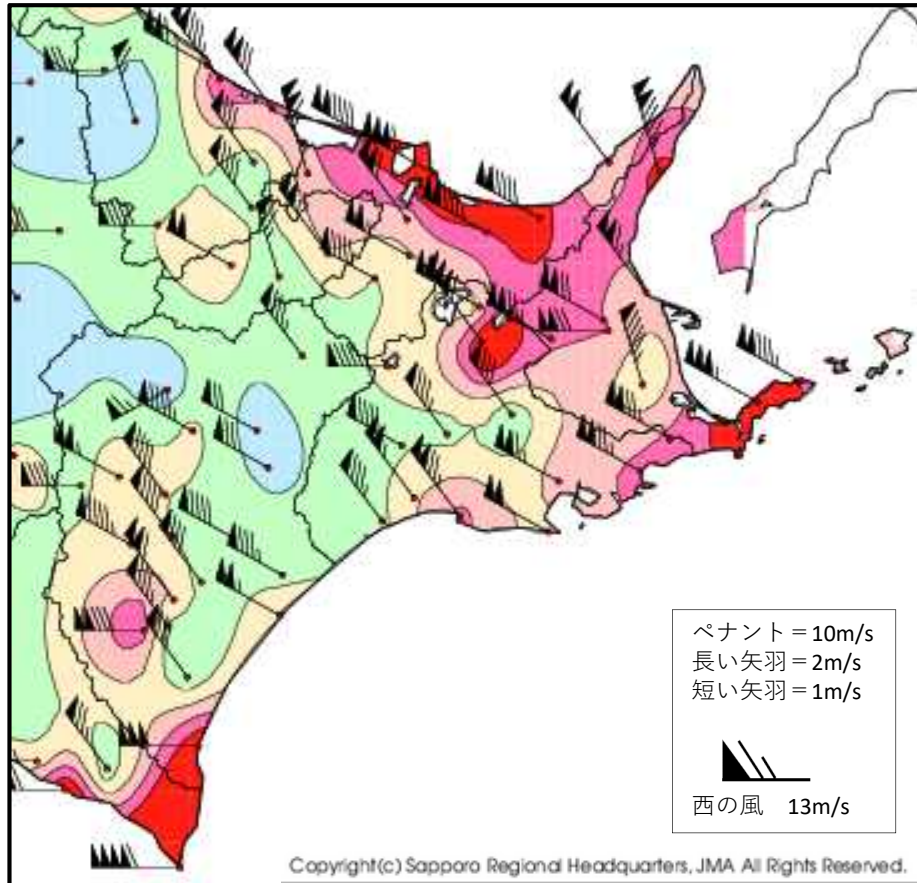 ペナント＝10m/s
長い矢羽＝2m/s
短い矢羽＝1m/s
西の風　13m/s
Copyright(c) Sapporo Regional Headquarters, JMA All Rights Reserved.